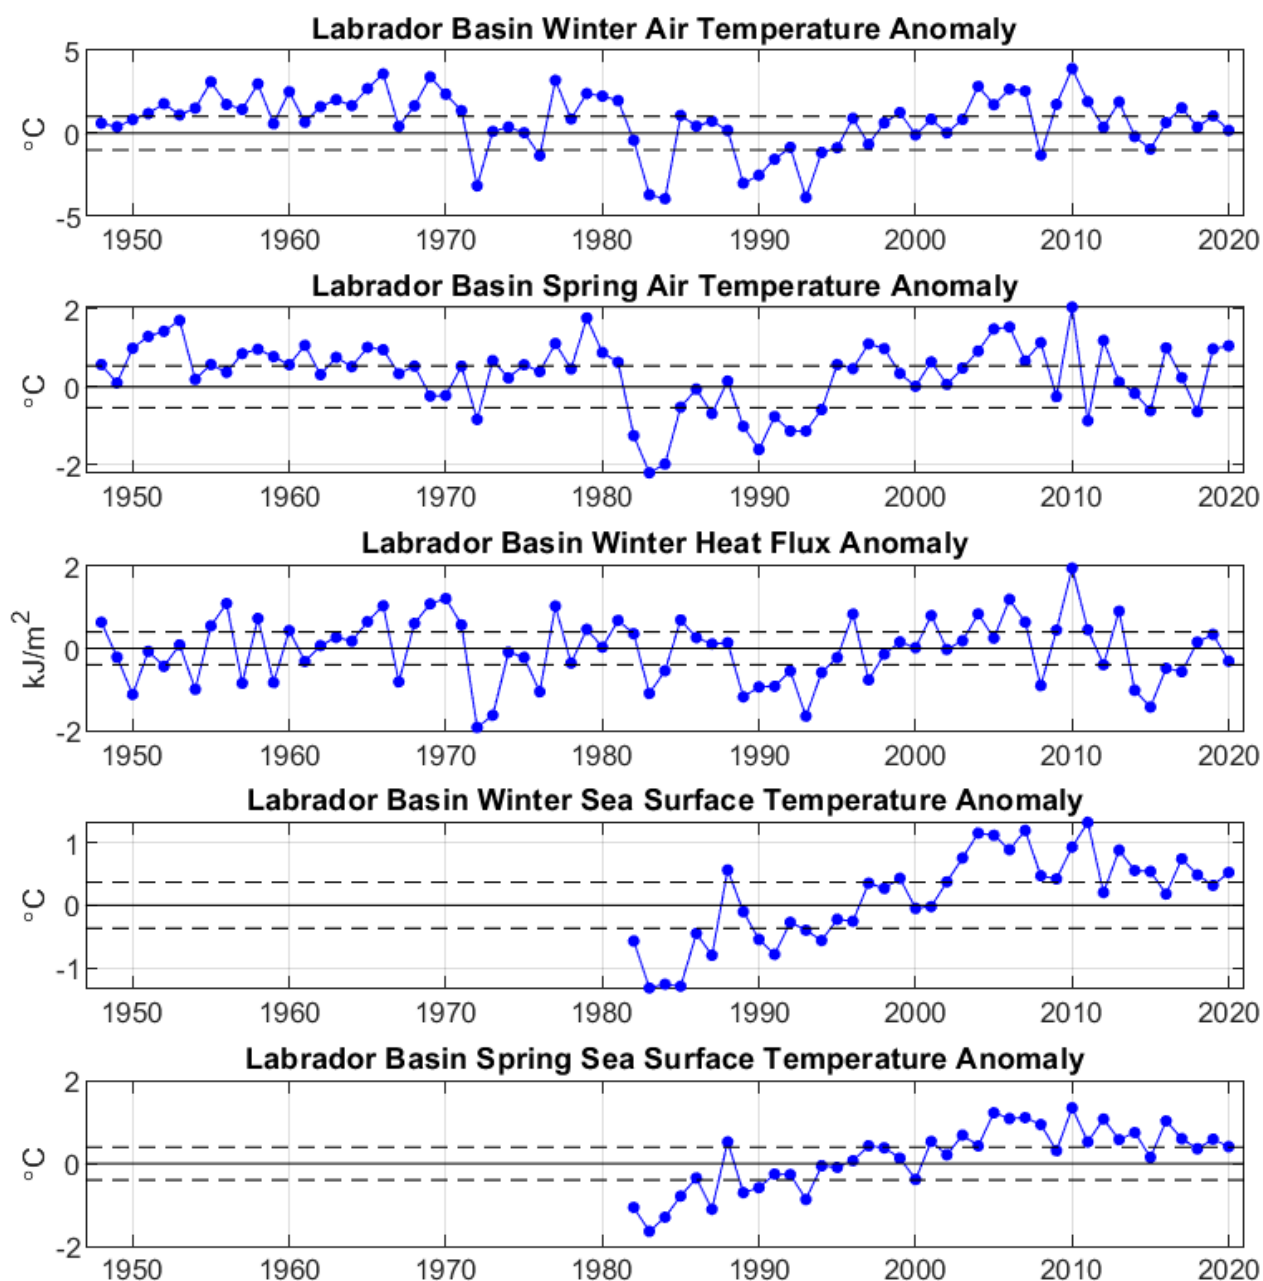 Labrador Basin Winter Air Temperature Anomaly
5
0
-5
°C
1950 1960 1970 1980 1990 2000 2010 2020
Labrador Basin Spring Air Temperature Anomaly
2
0
-2
°C
1950 1960 1970 1980 1990 2000 2010 2020
Labrador Basin Winter Heat Flux Anomaly
2
0
-2
kJ/m²
1950 1960 1970 1980 1990 2000 2010 2020
Labrador Basin Winter Sea Surface Temperature Anomaly
1
0
-1
°C
1950 1960 1970 1980 1990 2000 2010 2020
Labrador Basin Spring Sea Surface Temperature Anomaly
2
0
-2
°C
1950 1960 1970 1980 1990 2000 2010 2020